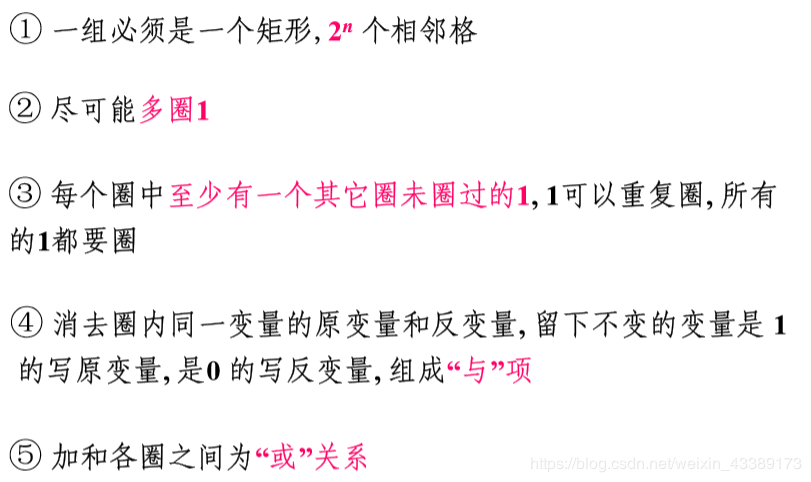 ① 一组必须是一个矩形, 2ⁿ 个相邻格
② 尽可能多圈1
③ 每个圈中至少有一个其它圈未圈过的1, 1可以重复圈, 所有
的1都要圈
④ 消去圈内同一变量的原变量和反变量, 留下不变的变量是 1
的写原变量, 是0 的写反变量, 组成“与”项
⑤ 加和各圈之间为“或”关系
https://blog.csdn.net/weixin_43389173